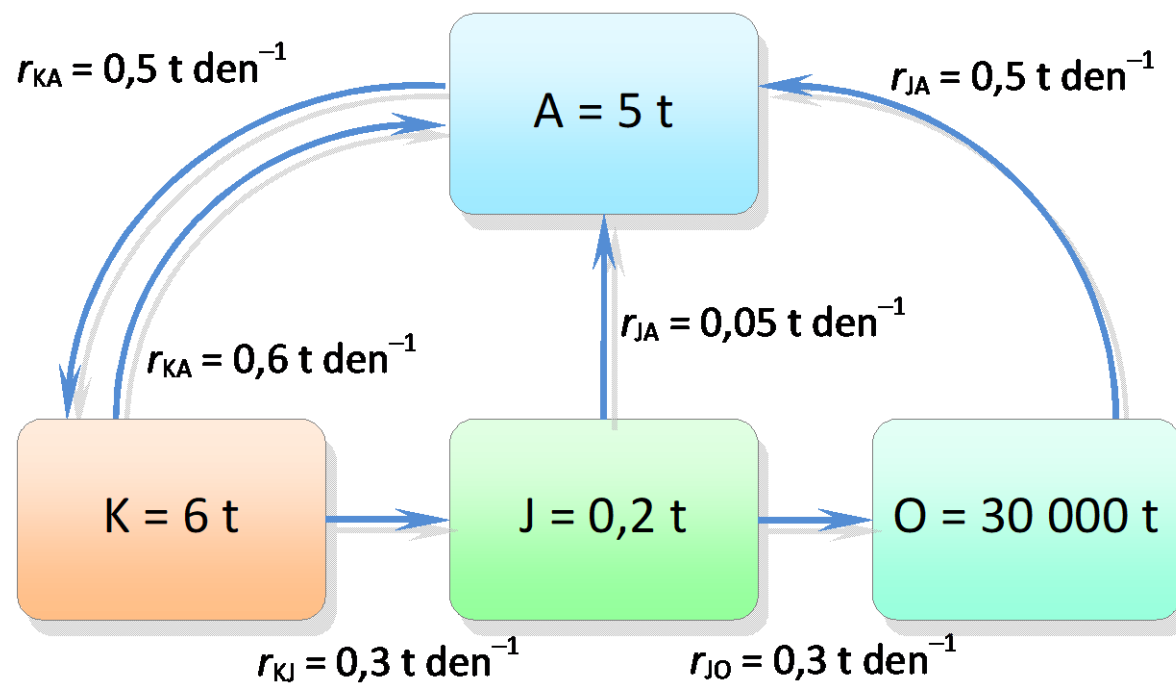 r_KA = 0,5 t den⁻¹
A = 5 t
r_JA = 0,5 t den⁻¹
r_KA = 0,6 t den⁻¹
r_JA = 0,05 t den⁻¹
K = 6 t
J = 0,2 t
O = 30 000 t
r_KJ = 0,3 t den⁻¹
r_JO = 0,3 t den⁻¹